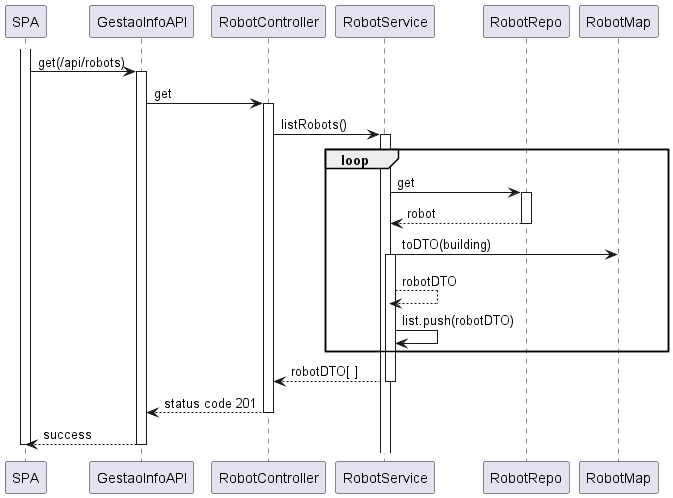 SPA
GestaoInfoAPI
RobotController
RobotService
RobotRepo
RobotMap
get(/api/robots)
get
listRobots()
loop
get
robot
toDTO(building)
robotDTO
list.push(robotDTO)
robotDTO[ ]
status code 201
success
SPA
GestaoInfoAPI
RobotController
RobotService
RobotRepo
RobotMap